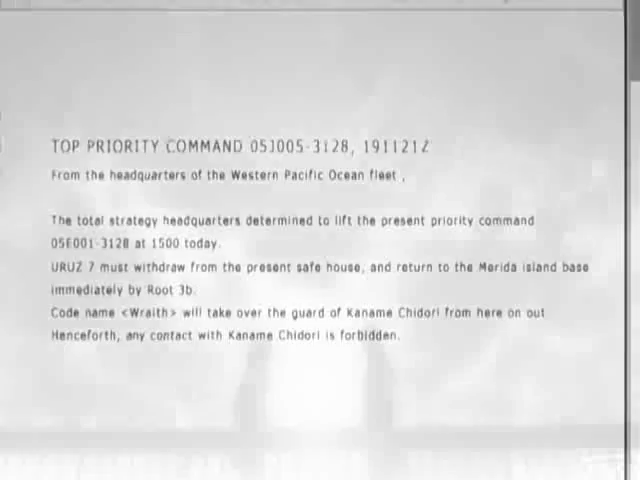 TOP PRIORITY COMMAND 05J005-3128, 191121Z
From the headquarters of the Western Pacific Ocean fleet ,
The total strategy headquarters determined to lift the present priority command
05E001-3128 at 1500 today.
URUZ 7 must withdraw from the present safe house, and return to the Merida island base
immediately by Root 3b.
Code name <Wraith> will take over the guard of Kaname Chidori from here on out
Henceforth, any contact with Kaname Chidori is forbidden.